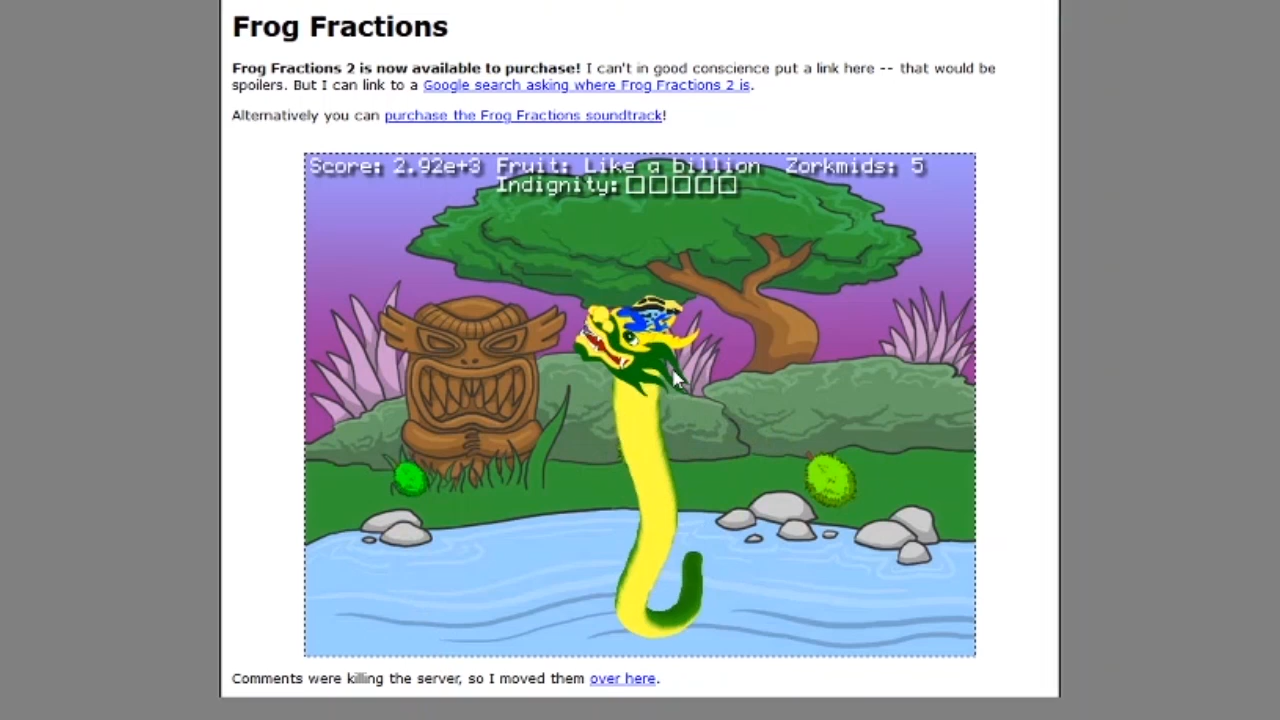 Frog Fractions
Frog Fractions 2 is now available to purchase! I can't in good conscience put a link here -- that would be
spoilers. But I can link to a Google search asking where Frog Fractions 2 is.
Alternatively you can purchase the Frog Fractions soundtrack!
Score: 2.92e+3 Fruit: Like a billion Zorkmids: 5
Indignity:
Comments were killing the server, so I moved them over here.